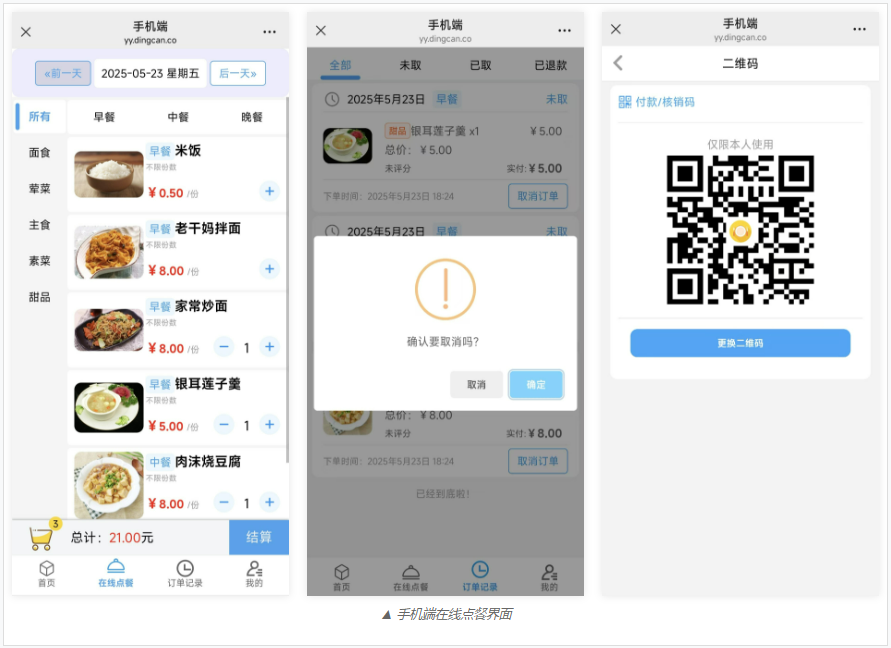 手机端
yy.dingcan.co
«前一天 2025-05-23 星期五 后一天»
所有 早餐 中餐 晚餐
面食
荤菜
主食
素菜
甜品
早餐 米饭
不限份数
¥ 0.50 /份 +
早餐 老干妈拌面
不限份数
¥ 8.00 /份 +
早餐 家常炒面
不限份数
¥ 8.00 /份 − 1 +
早餐 银耳莲子羹
不限份数
¥ 5.00 /份 − 1 +
中餐 肉沫烧豆腐
不限份数
¥ 8.00 /份 − 1 +
3
总计：21.00元 结算
首页 在线点餐 订单记录 我的
手机端
yy.dingcan.co
全部 未取 已取 已退款
2025年5月23日 早餐 未取
甜品 银耳莲子羹 x1 ¥ 5.00
总价：¥ 5.00
未评分 实付: ¥ 5.00
下单时间：2025年5月23日 18:24 取消订单
2025年5月23日 早餐 未取
确认要取消吗?
取消 确定
总价：¥ 8.00
未评分 实付: ¥ 8.00
下单时间：2025年5月23日 18:24 取消订单
已经到底啦!
首页 在线点餐 订单记录 我的
手机端
yy.dingcan.co
二维码
付款/核销码
仅限本人使用
更换二维码
▲ 手机端在线点餐界面